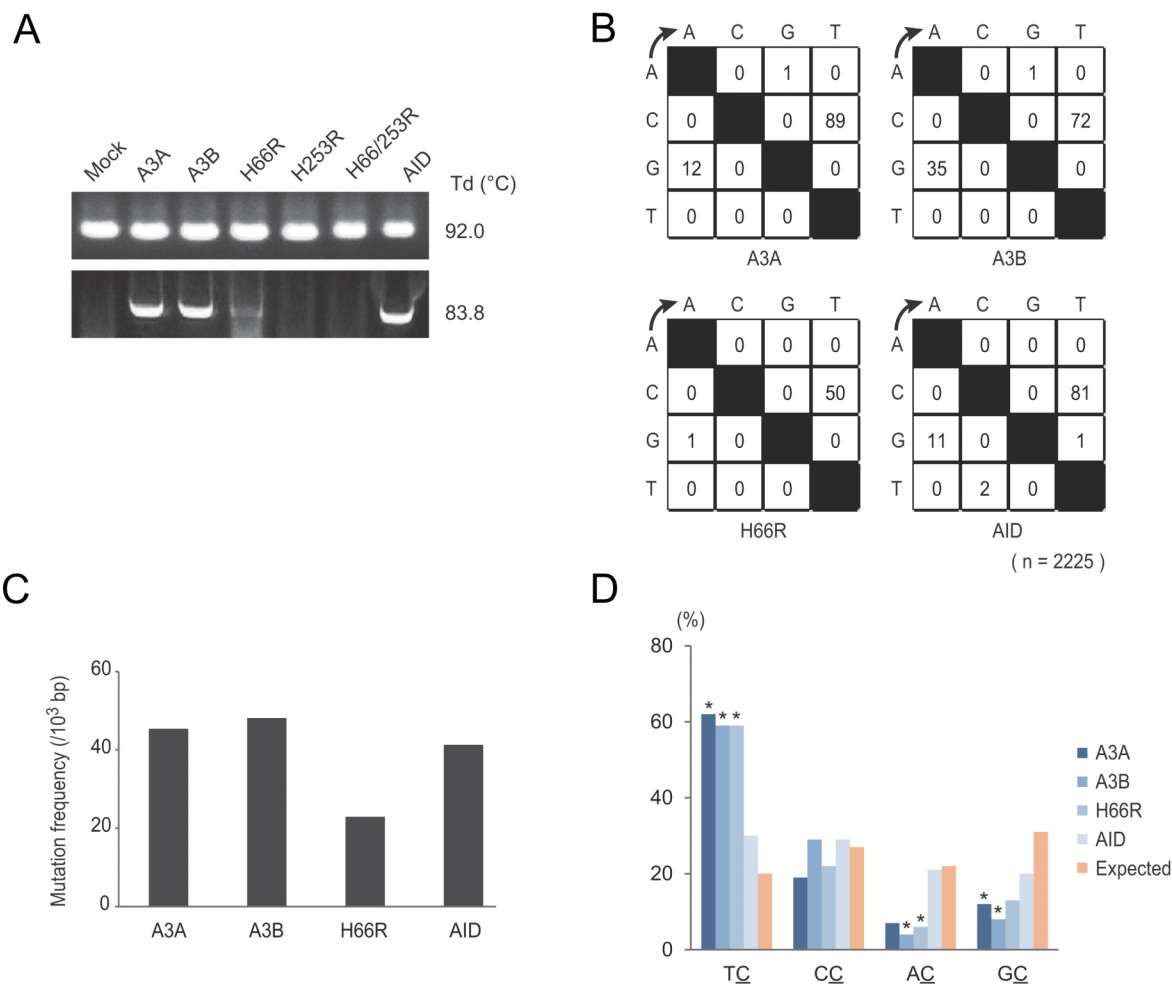 A
Mock A3A A3B H66R H253R H66/253R AID
Td (°C)
92.0
83.8
B
A C G T
A 0 1 0
C 0 0 89
G 12 0 0
T 0 0 0
A3A
A C G T
A 0 1 0
C 0 0 72
G 35 0 0
T 0 0 0
A3B
A C G T
A 0 0 0
C 0 0 50
G 1 0 0
T 0 0 0
H66R
A C G T
A 0 0 0
C 0 0 81
G 11 0 1
T 0 2 0
AID
( n = 2225 )
C
Mutation frequency (/10³ bp)
60
40
20
0
A3A A3B H66R AID
D
(%)
80
60
40
20
0
* * *
* *
* *
TC CC AC GC
A3A
A3B
H66R
AID
Expected